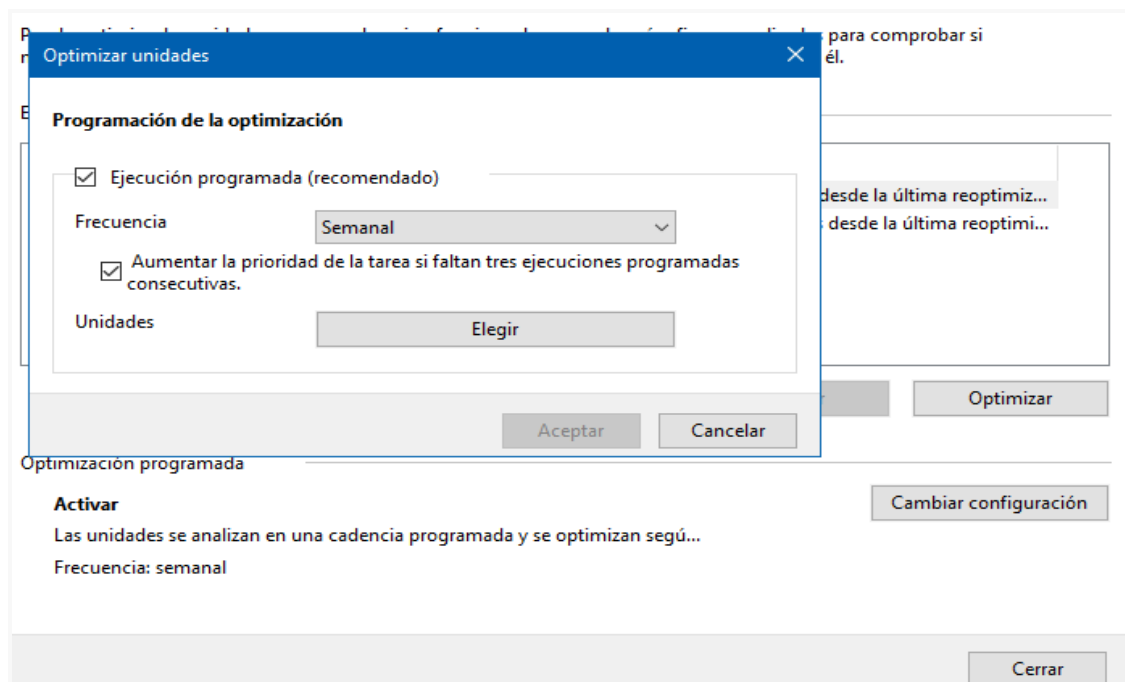 para comprobar si
Optimizar unidades
él.
Programación de la optimización
Ejecución programada (recomendado)
desde la última reoptimiz...
Frecuencia
Semanal
desde la última reoptimi...
Aumentar la prioridad de la tarea si faltan tres ejecuciones programadas
consecutivas.
Unidades
Elegir
Optimizar
Aceptar
Cancelar
Optimización programada
Activar
Cambiar configuración
Las unidades se analizan en una cadencia programada y se optimizan segú...
Frecuencia: semanal
Cerrar